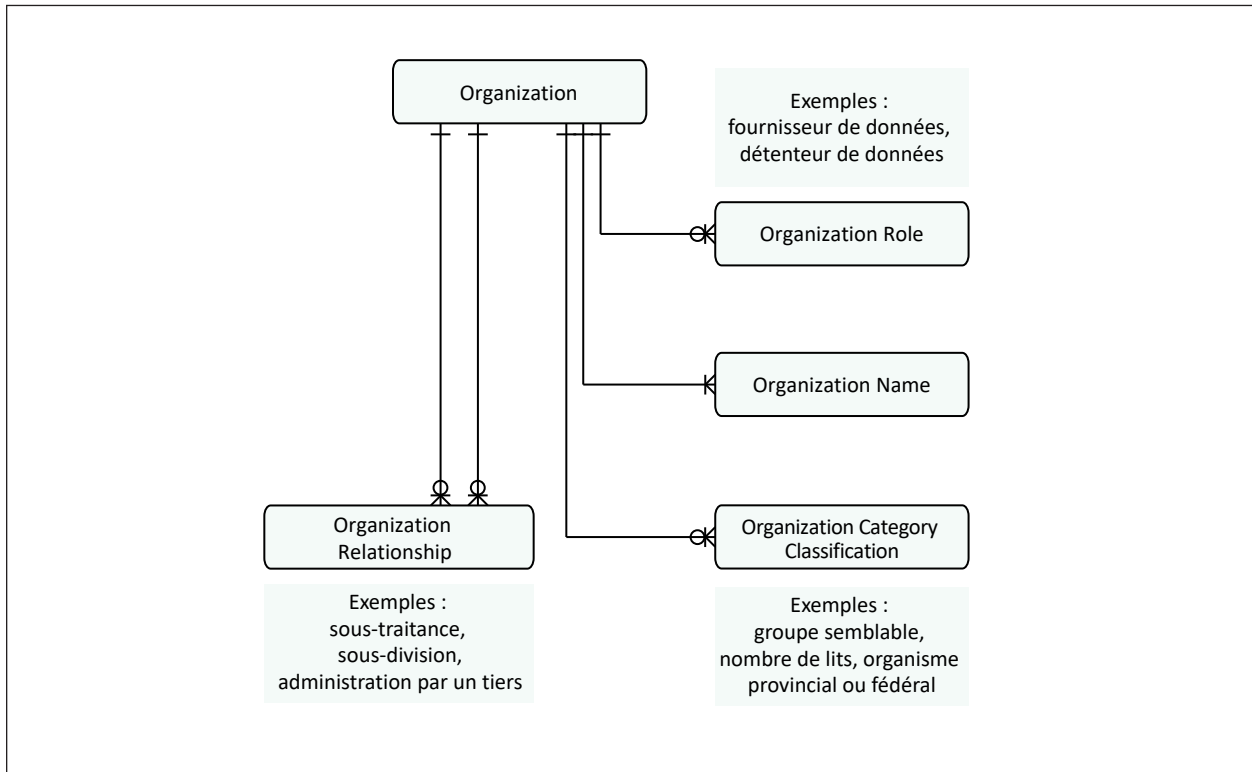 Organization
Exemples :
fournisseur de données,
détenteur de données
Organization Role
Organization Name
Organization
Relationship
Exemples :
sous-traitance,
sous-division,
administration par un tiers
Organization Category
Classification
Exemples :
groupe semblable,
nombre de lits, organisme
provincial ou fédéral